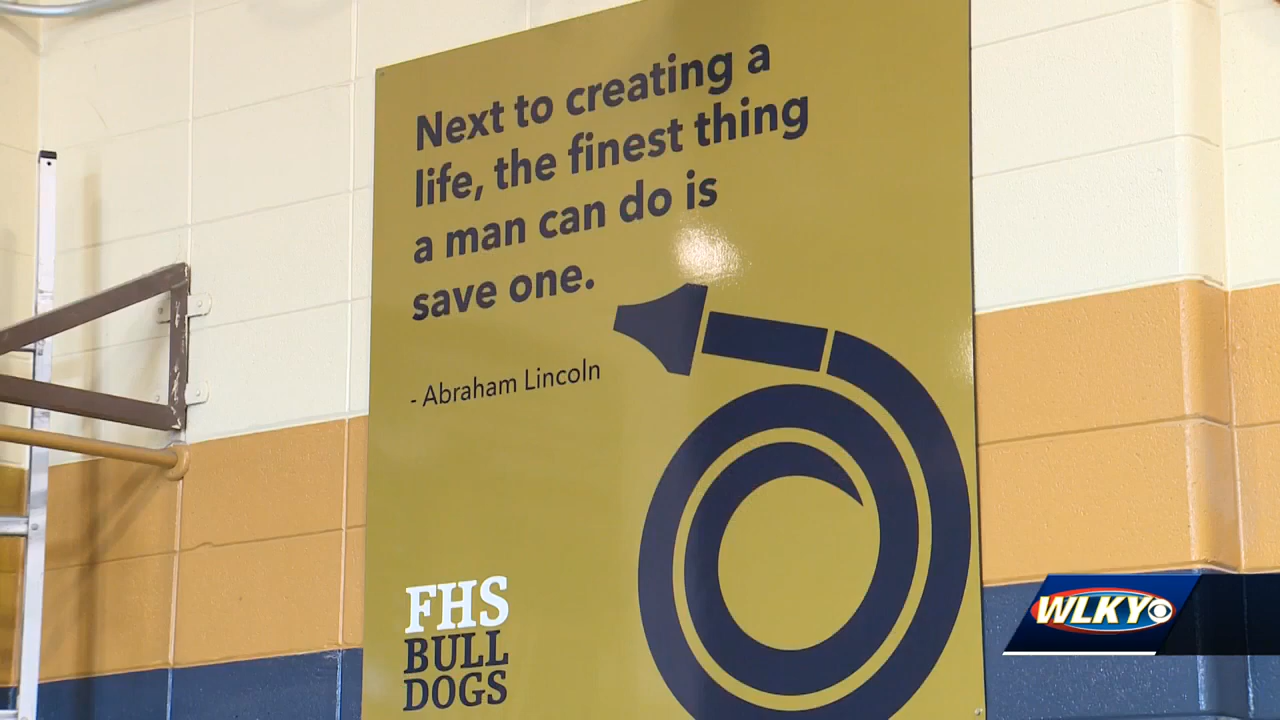 Next to creating a
life, the finest thing
a man can do is
save one.
- Abraham Lincoln
FHS
BULL
DOGS
WLKY